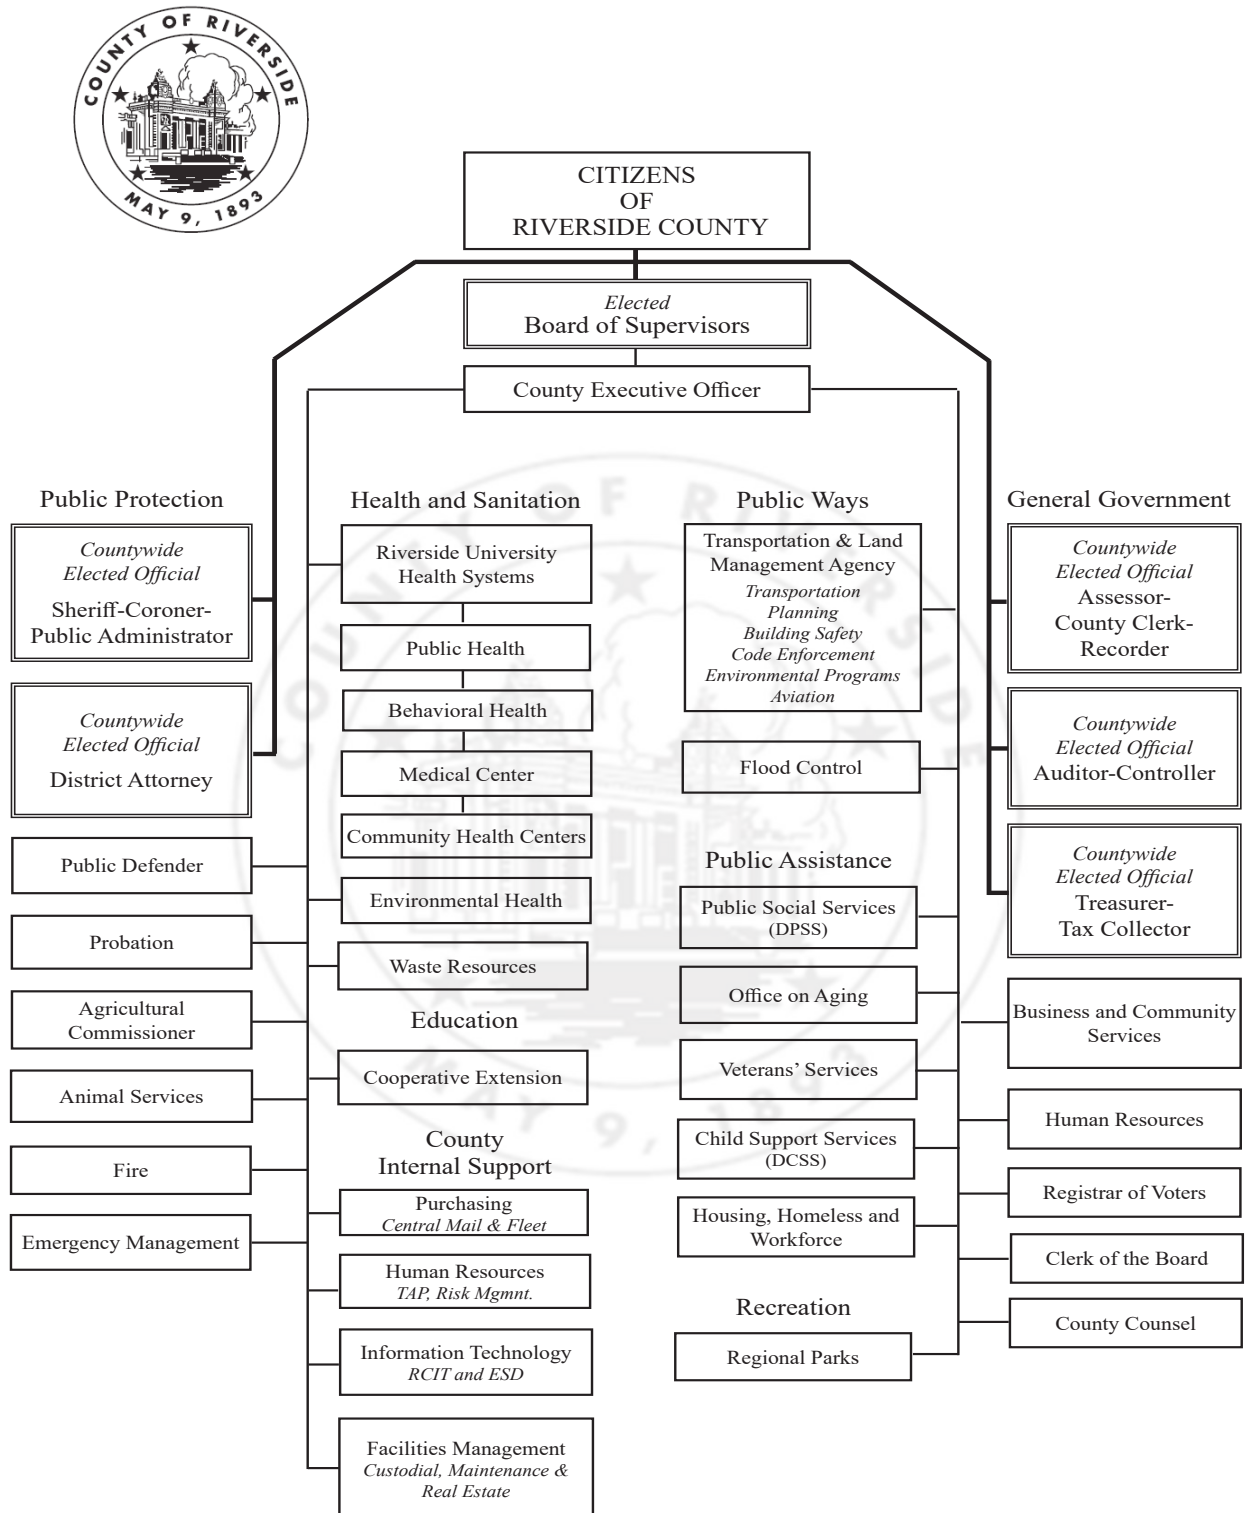 COUNTY OF RIVERSIDE
MAY 9, 1893
CITIZENS
OF
RIVERSIDE COUNTY
Elected
Board of Supervisors
County Executive Officer
Public Protection
Countywide
Elected Official
Sheriff-Coroner-
Public Administrator
Countywide
Elected Official
District Attorney
Public Defender
Probation
Agricultural
Commissioner
Animal Services
Fire
Emergency Management
Health and Sanitation
Riverside University
Health Systems
Public Health
Behavioral Health
Medical Center
Community Health Centers
Environmental Health
Waste Resources
Education
Cooperative Extension
County
Internal Support
Purchasing
Central Mail & Fleet
Human Resources
TAP, Risk Mgmnt.
Information Technology
RCIT and ESD
Facilities Management
Custodial, Maintenance &
Real Estate
Public Ways
Transportation & Land
Management Agency
Transportation
Planning
Building Safety
Code Enforcement
Environmental Programs
Aviation
Flood Control
Public Assistance
Public Social Services
(DPSS)
Office on Aging
Veterans’ Services
Child Support Services
(DCSS)
Housing, Homeless and
Workforce
Recreation
Regional Parks
General Government
Countywide
Elected Official
Assessor-
County Clerk-
Recorder
Countywide
Elected Official
Auditor-Controller
Countywide
Elected Official
Treasurer-
Tax Collector
Business and Community
Services
Human Resources
Registrar of Voters
Clerk of the Board
County Counsel
COUNTY OF RIVERSIDE
MAY 9, 1893